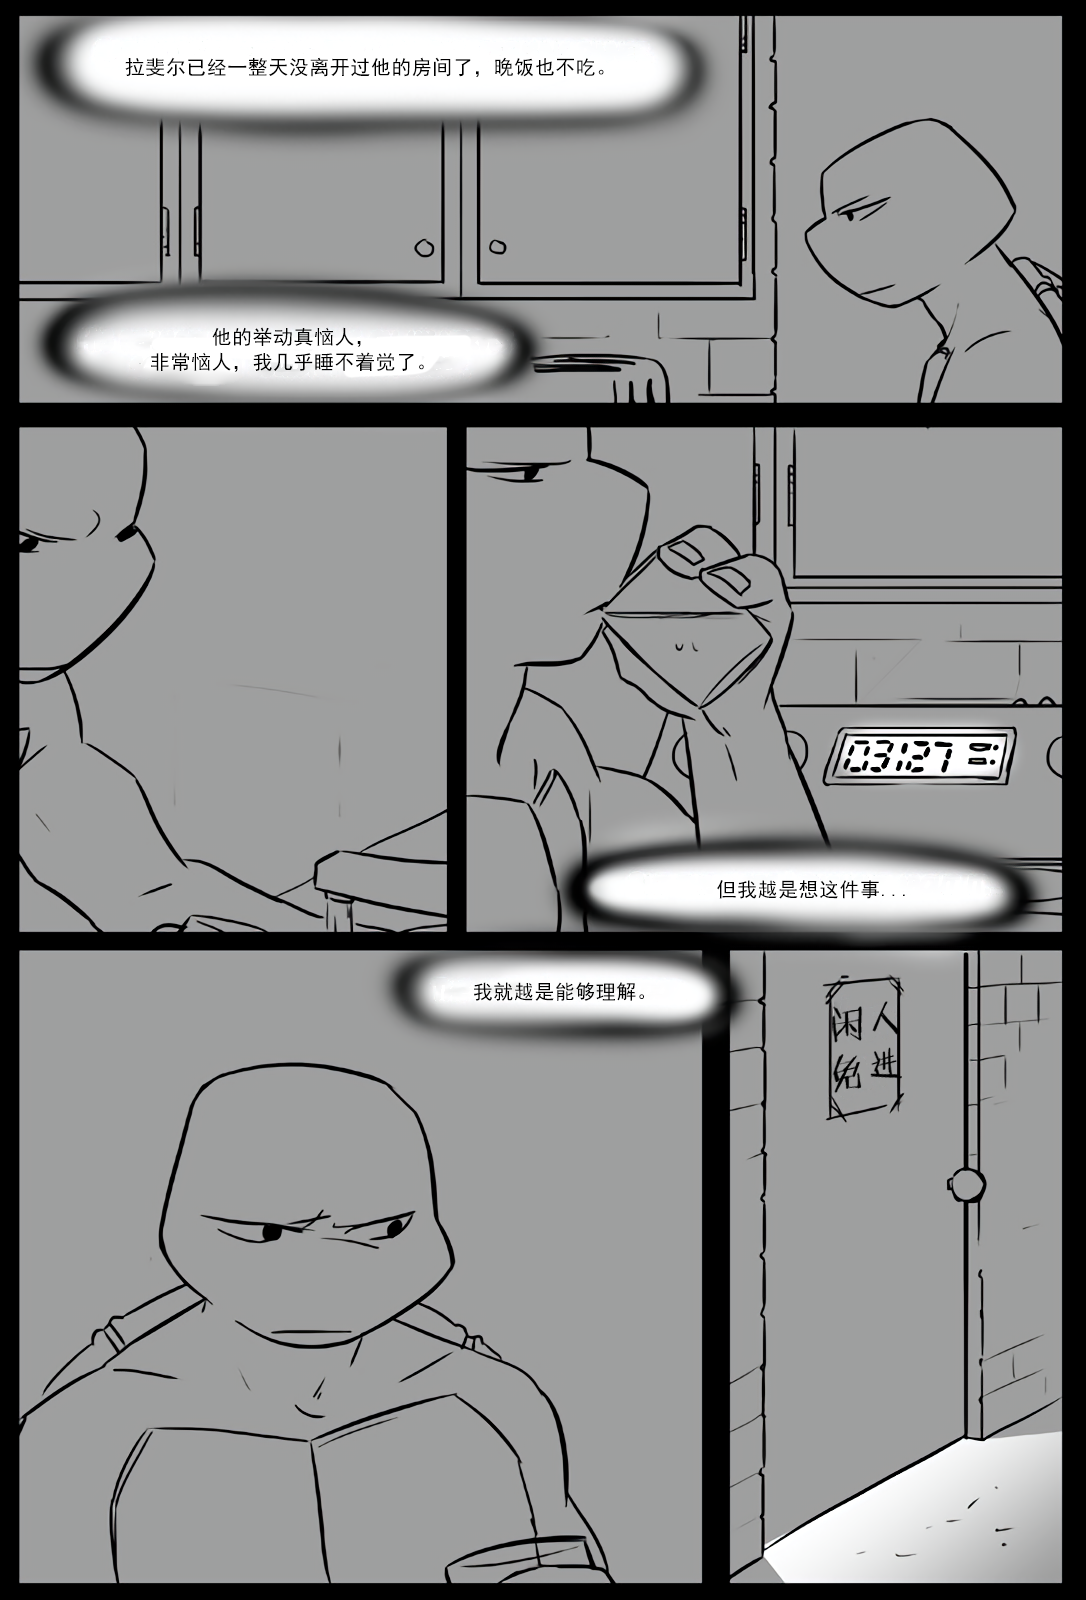 拉斐尔已经一整天没离开过他的房间了，晚饭也不吃。
他的举动真恼人，
非常恼人，我几乎睡不着觉了。
03:27
但我越是想这件事...
我就越是能够理解。
闲人
免进